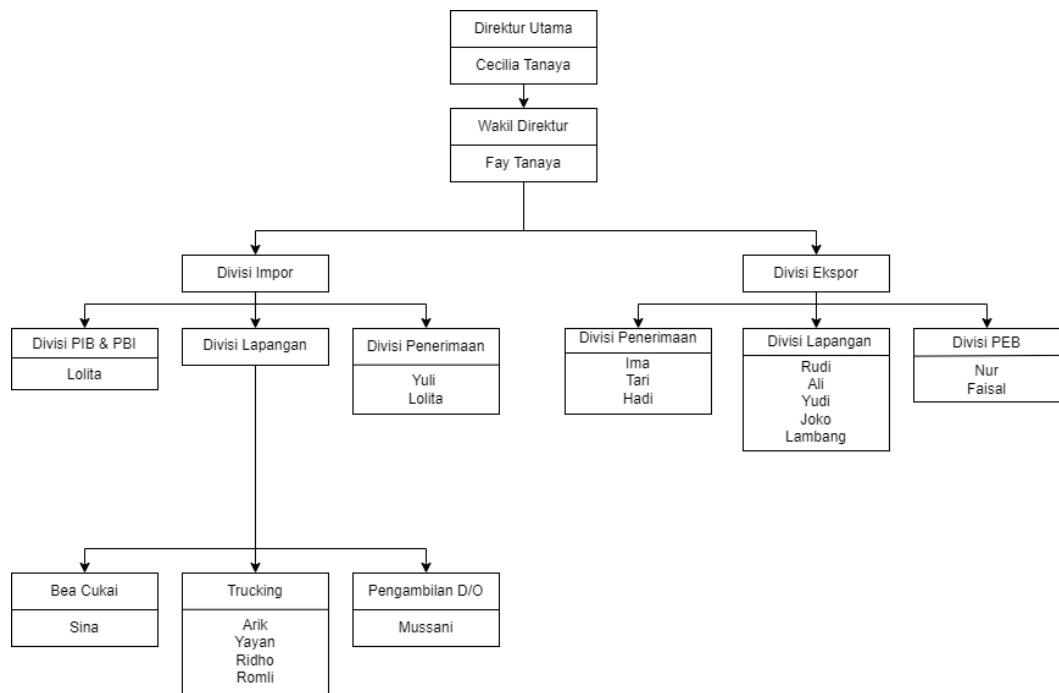 Direktur Utama
Cecilia Tanaya
Wakil Direktur
Fay Tanaya
Divisi Impor
Divisi Ekspor
Divisi PIB & PBI
Lolita
Divisi Lapangan
Divisi Penerimaan
Yuli
Lolita
Divisi Penerimaan
Ima
Tari
Hadi
Divisi Lapangan
Rudi
Ali
Yudi
Joko
Lambang
Divisi PEB
Nur
Faisal
Bea Cukai
Sina
Trucking
Arik
Yayan
Ridho
Romli
Pengambilan D/O
Mussani